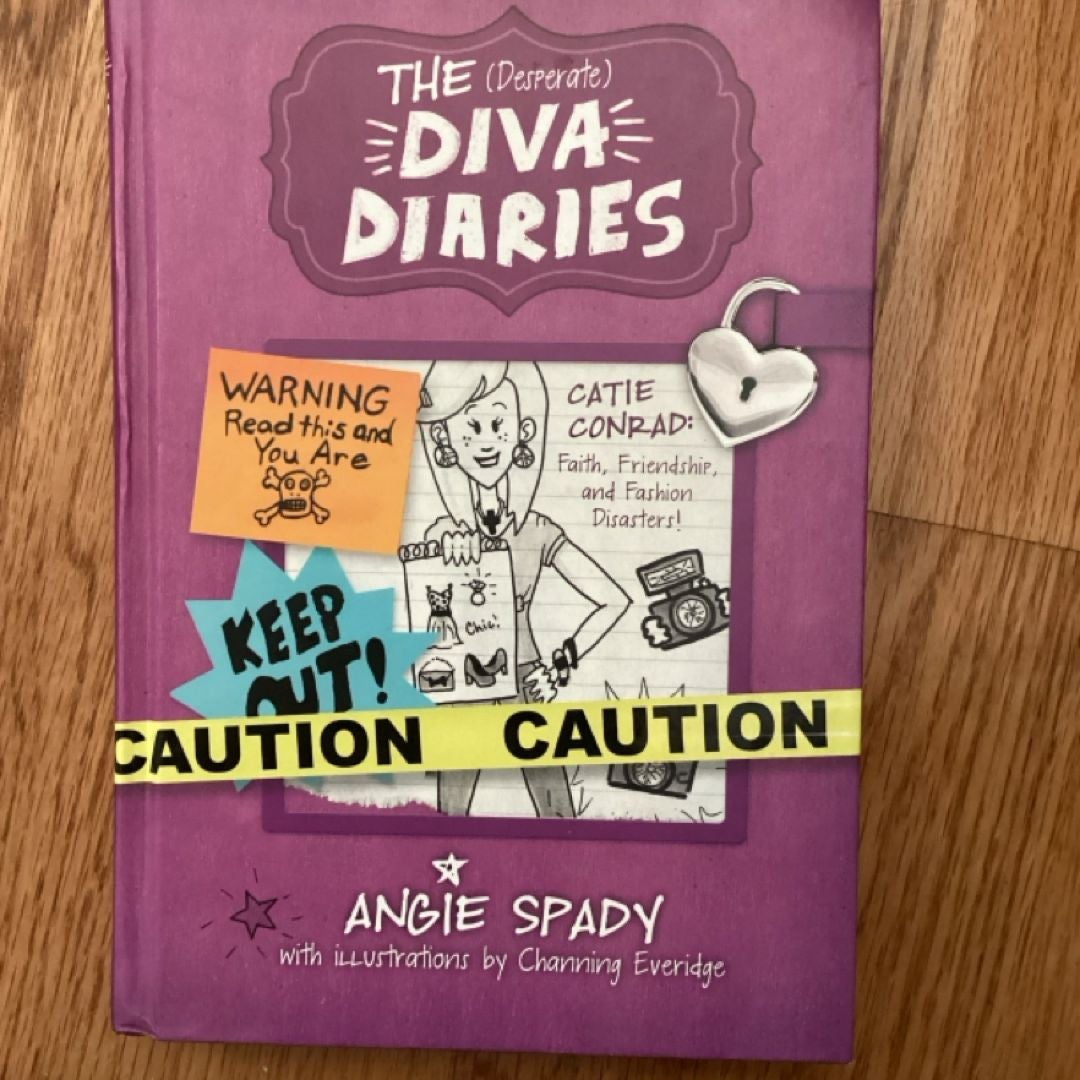 THE (Desperate)
DIVA
DIARIES
WARNING
Read this and
You Are
CATIE
CONRAD:
Faith, Friendship,
and Fashion
Disasters!
Chic!
KEEP
OUT!
CAUTION CAUTION
ANGIE SPADY
with illustrations by Channing Everidge